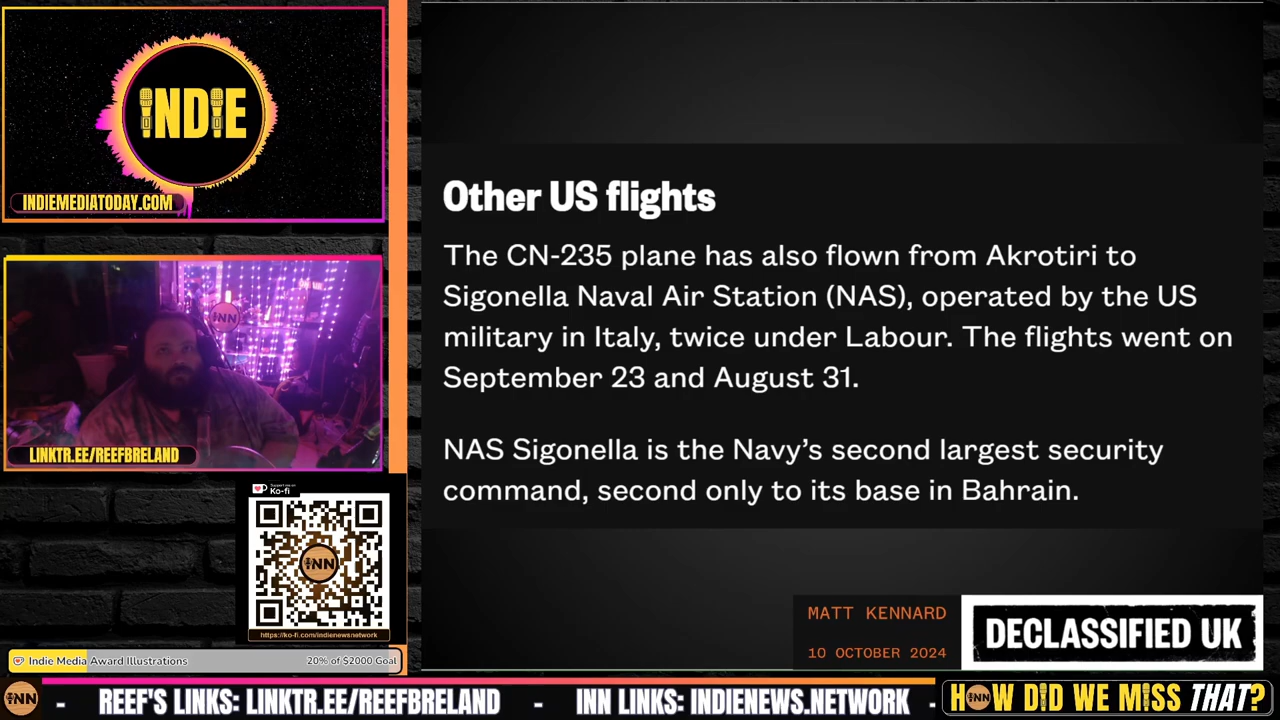 INDIE
INDIEMEDIATODAY.COM
INN
LINKTR.EE/REEFBRELAND
Support me on
Ko-fi
INN
https://ko-fi.com/indienewsnetwork
Indie Media Award Illustrations 20% of $2000 Goal
Other US flights
The CN-235 plane has also flown from Akrotiri to
Sigonella Naval Air Station (NAS), operated by the US
military in Italy, twice under Labour. The flights went on
September 23 and August 31.
NAS Sigonella is the Navy’s second largest security
command, second only to its base in Bahrain.
MATT KENNARD
10 OCTOBER 2024
DECLASSIFIED UK
INN - REEF'S LINKS: LINKTR.EE/REEFBRELAND - INN LINKS: INDIENEWS.NETWORK -
HOW DID WE MISS THAT?